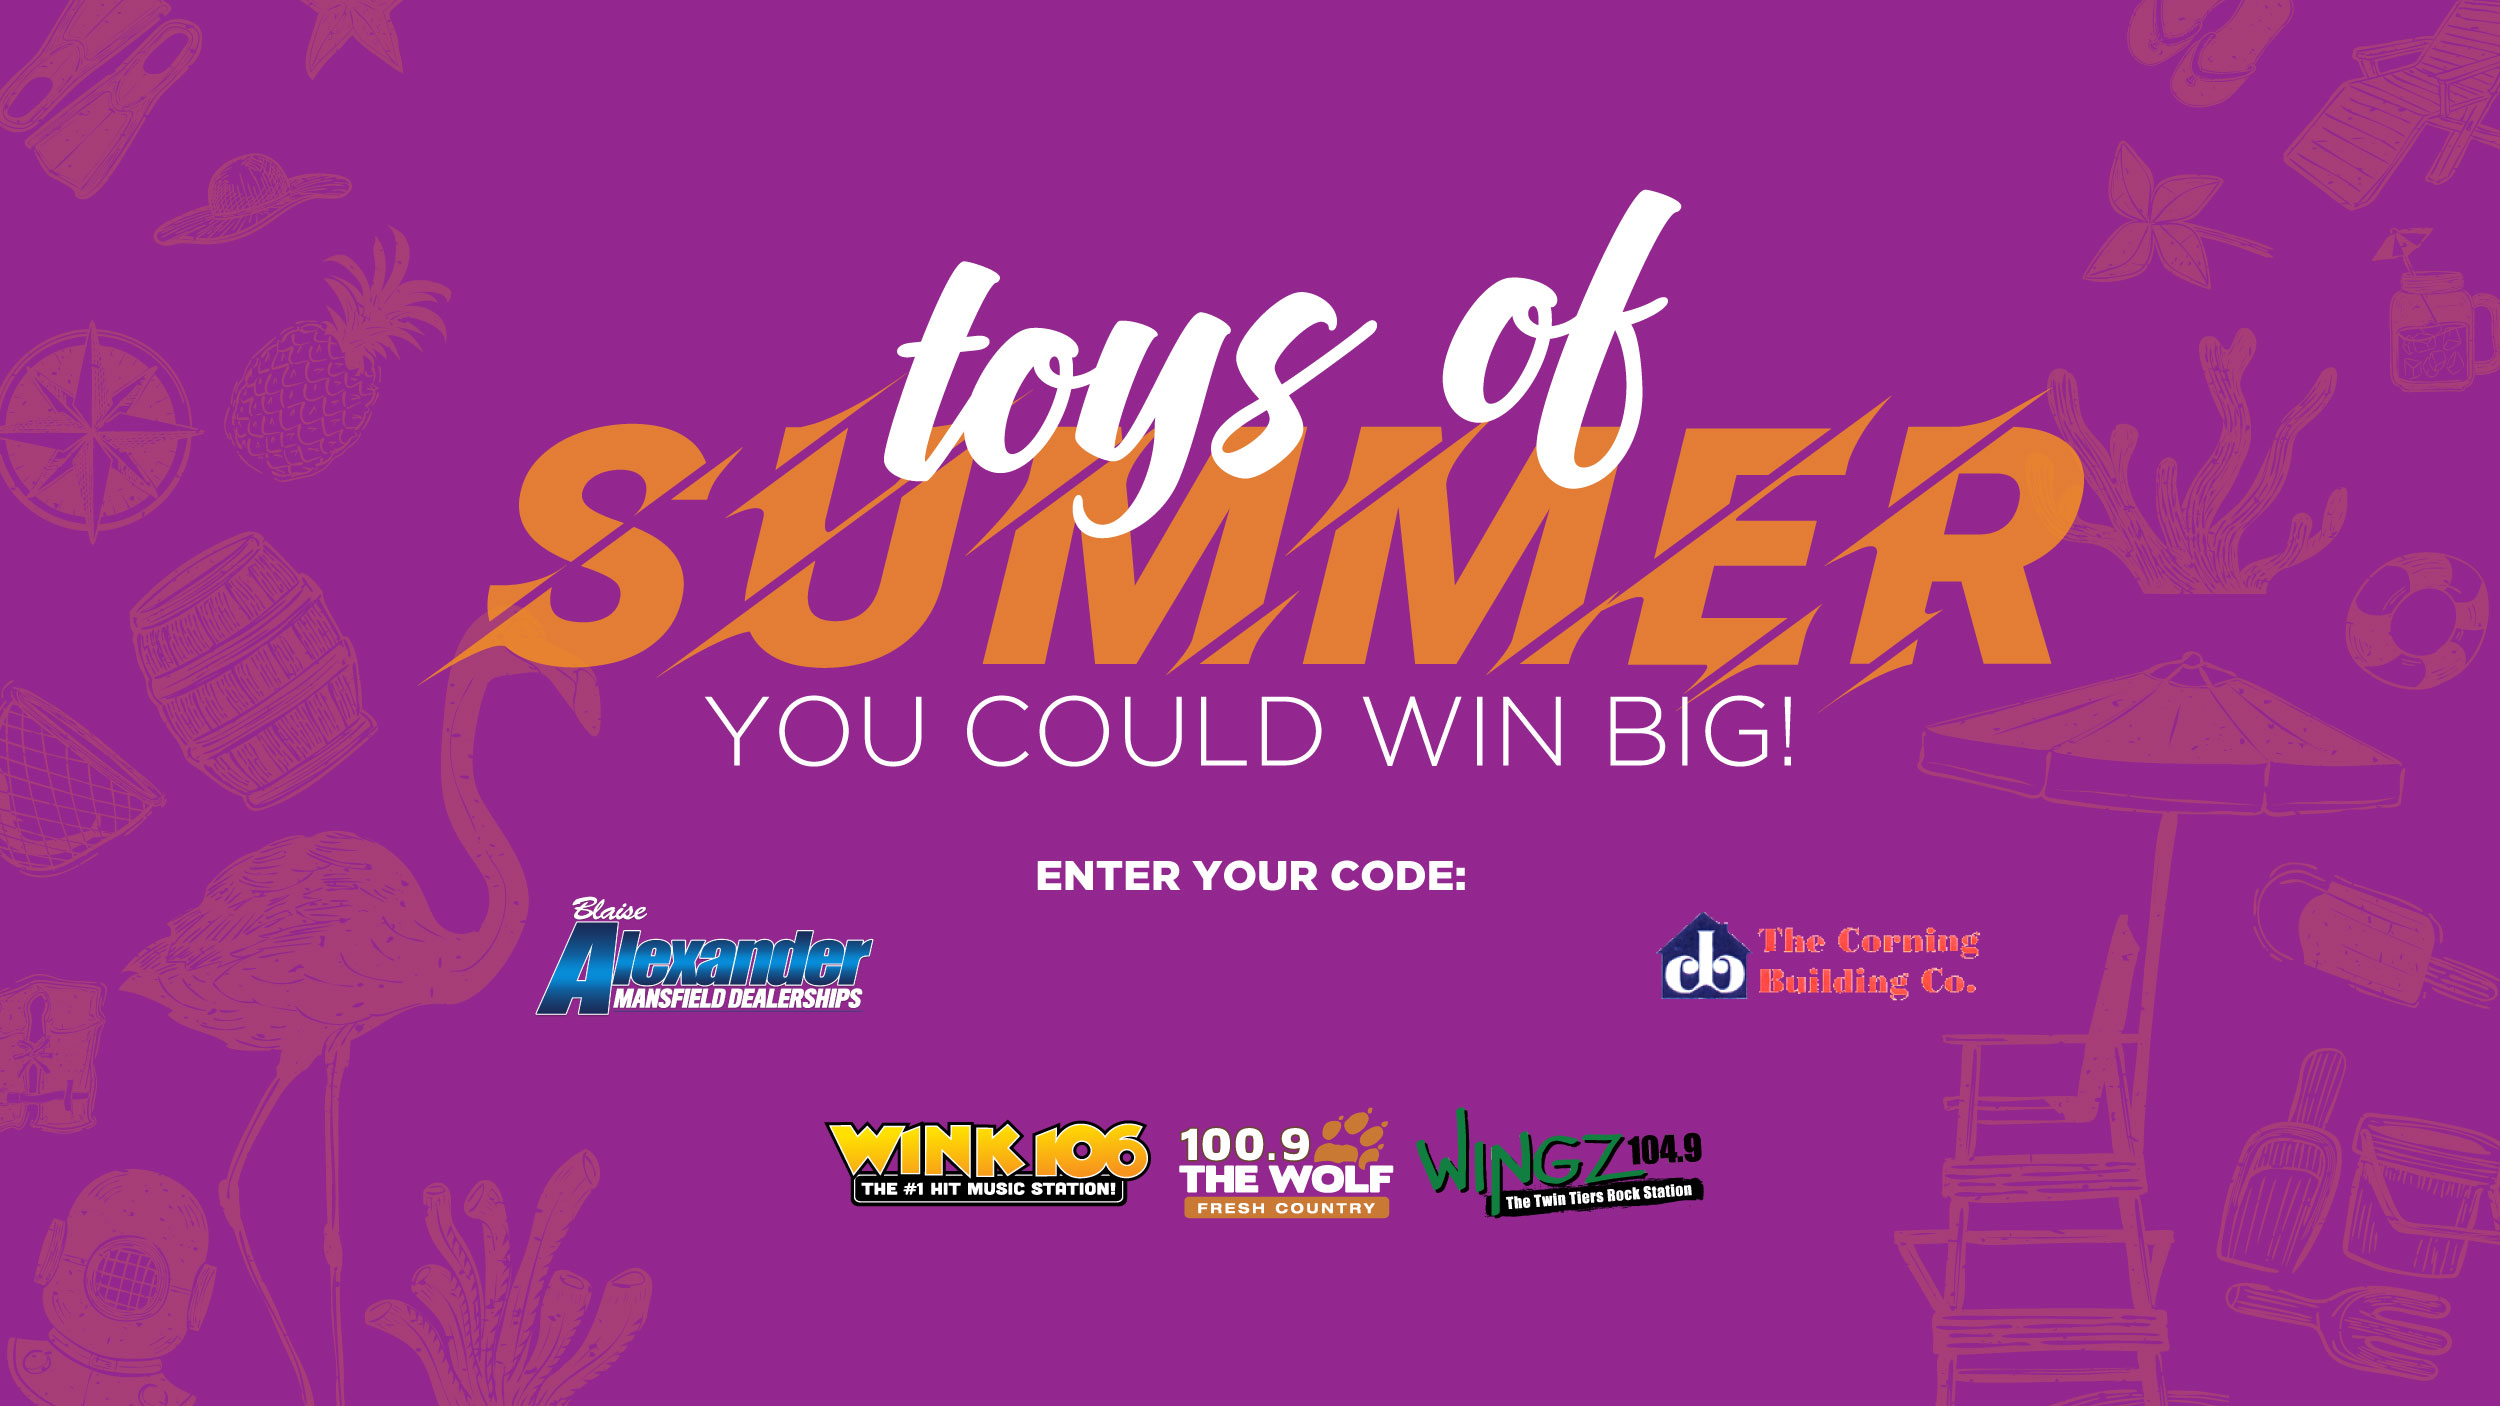 toys of
SUMMER
YOU COULD WIN BIG!
ENTER YOUR CODE:
Blaise
Alexander
MANSFIELD DEALERSHIPS
The Corning
Building Co.
WINK 106
THE #1 HIT MUSIC STATION!
100.9
THE WOLF
FRESH COUNTRY
WINGZ 104.9
The Twin Tiers Rock Station